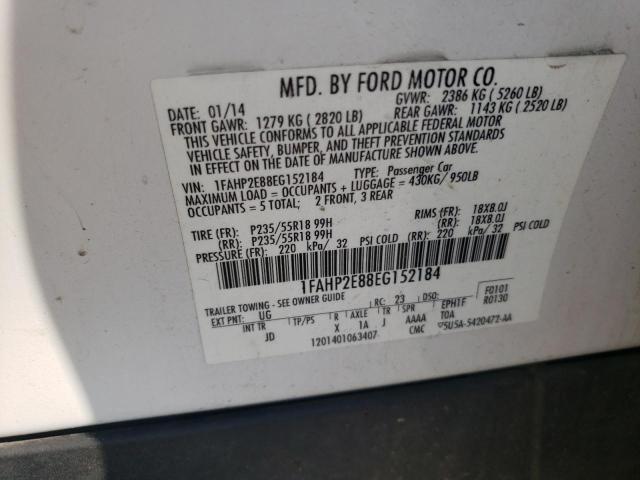 MFD. BY FORD MOTOR CO.
DATE: 01/14 GVWR: 2386 KG ( 5260 LB)
FRONT GAWR: 1279 KG ( 2820 LB) REAR GAWR: 1143 KG ( 2520 LB)
THIS VEHICLE CONFORMS TO ALL APPLICABLE FEDERAL MOTOR
VEHICLE SAFETY, BUMPER, AND THEFT PREVENTION STANDARDS
IN EFFECT ON THE DATE OF MANUFACTURE SHOWN ABOVE.
VIN: 1FAHP2E88EG152184 TYPE: Passenger Car
MAXIMUM LOAD = OCCUPANTS + LUGGAGE = 430KG/950LB
OCCUPANTS = 5 TOTAL; 2 FRONT, 3 REAR
TIRE (FR): P235/55R18 99H RIMS (FR): 18X8.0J
(RR): P235/55R18 99H (RR): 18X8.0J
PRESSURE (FR): 220 kPa/ 32 PSI COLD (RR): 220 kPa/ 32 PSI COLD
1FAHP2E88EG152184
TRAILER TOWING - SEE OWNER GUIDE
EXT PNT: UG RC: 23 DSO: F0101
R0130
INT TR TP/PS R AXLE TR SPR EPH1F
JD X 1A J AAAA TOA
1201401063407 CMC 5U5A-5420472-AA